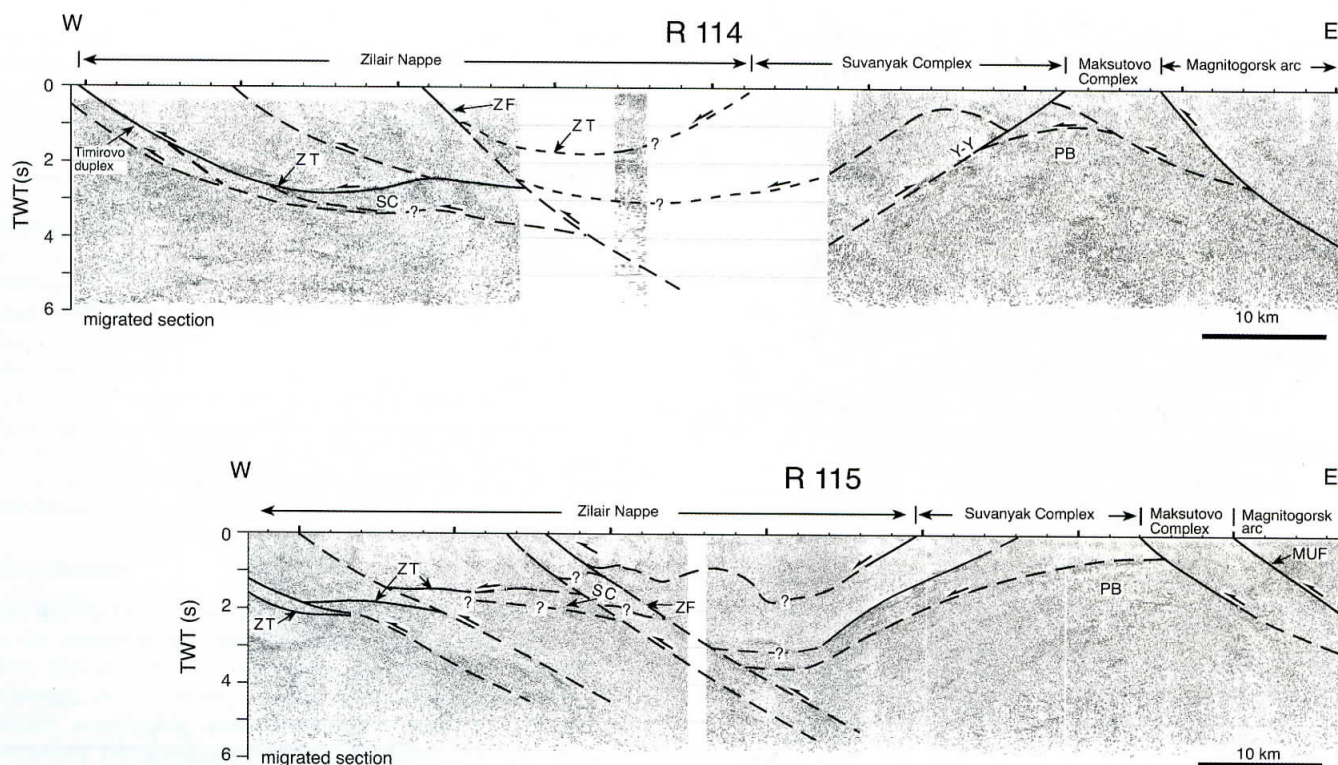 W
R 114
E
Zilair Nappe
Suvanyak Complex
Maksutovo
Complex
Magnitogorsk arc
0
2
4
6
TWT(s)
ZF
ZT
?
Timirovo
duplex
ZT
SC
?
?
Y-Y
PB
migrated section
10 km
W
R 115
E
Zilair Nappe
Suvanyak Complex
Maksutovo
Complex
Magnitogorsk
arc
0
2
4
6
TWT (s)
MUF
ZT
?
SC
?
?
?
?
ZF
ZT
?
?
PB
migrated section
10 km